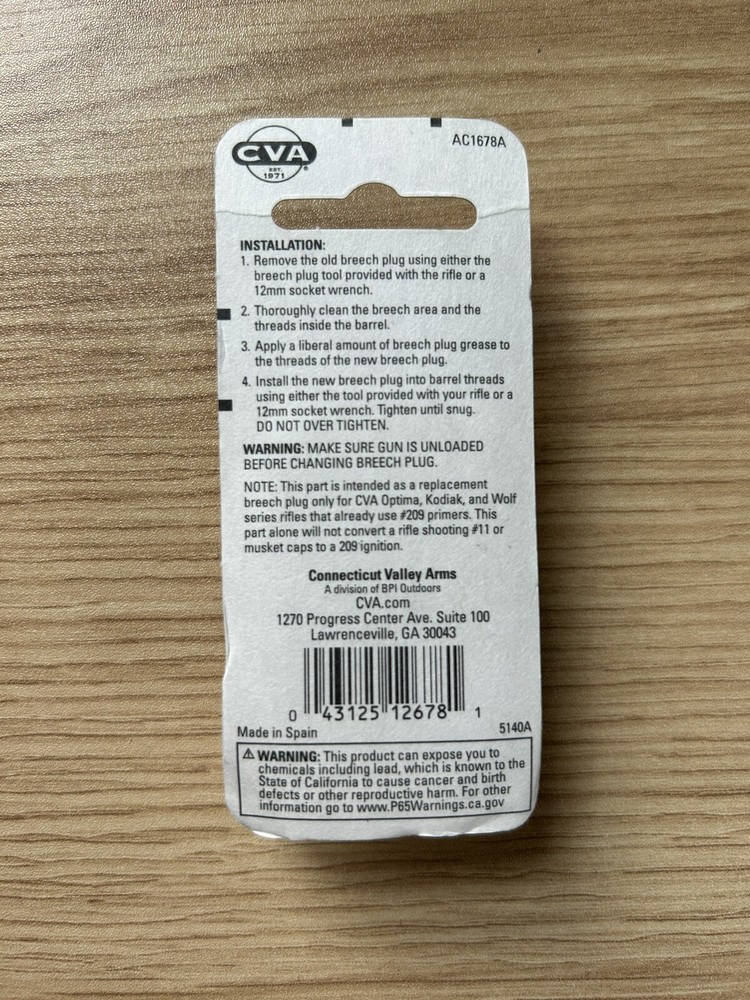 CVA
EST.
1971
®
AC1678A
INSTALLATION:
1. Remove the old breech plug using either the
breech plug tool provided with the rifle or a
12mm socket wrench.
2. Thoroughly clean the breech area and the
threads inside the barrel.
3. Apply a liberal amount of breech plug grease to
the threads of the new breech plug.
4. Install the new breech plug into barrel threads
using either the tool provided with your rifle or a
12mm socket wrench. Tighten until snug.
DO NOT OVER TIGHTEN.
WARNING: MAKE SURE GUN IS UNLOADED
BEFORE CHANGING BREECH PLUG.
NOTE: This part is intended as a replacement
breech plug only for CVA Optima, Kodiak, and Wolf
series rifles that already use #209 primers. This
part alone will not convert a rifle shooting #11 or
musket caps to a 209 ignition.
Connecticut Valley Arms
A division of BPI Outdoors
CVA.com
1270 Progress Center Ave. Suite 100
Lawrenceville, GA 30043
0 43125 12678 1
Made in Spain
5140A
⚠ WARNING: This product can expose you to
chemicals including lead, which is known to the
State of California to cause cancer and birth
defects or other reproductive harm. For other
information go to www.P65Warnings.ca.gov